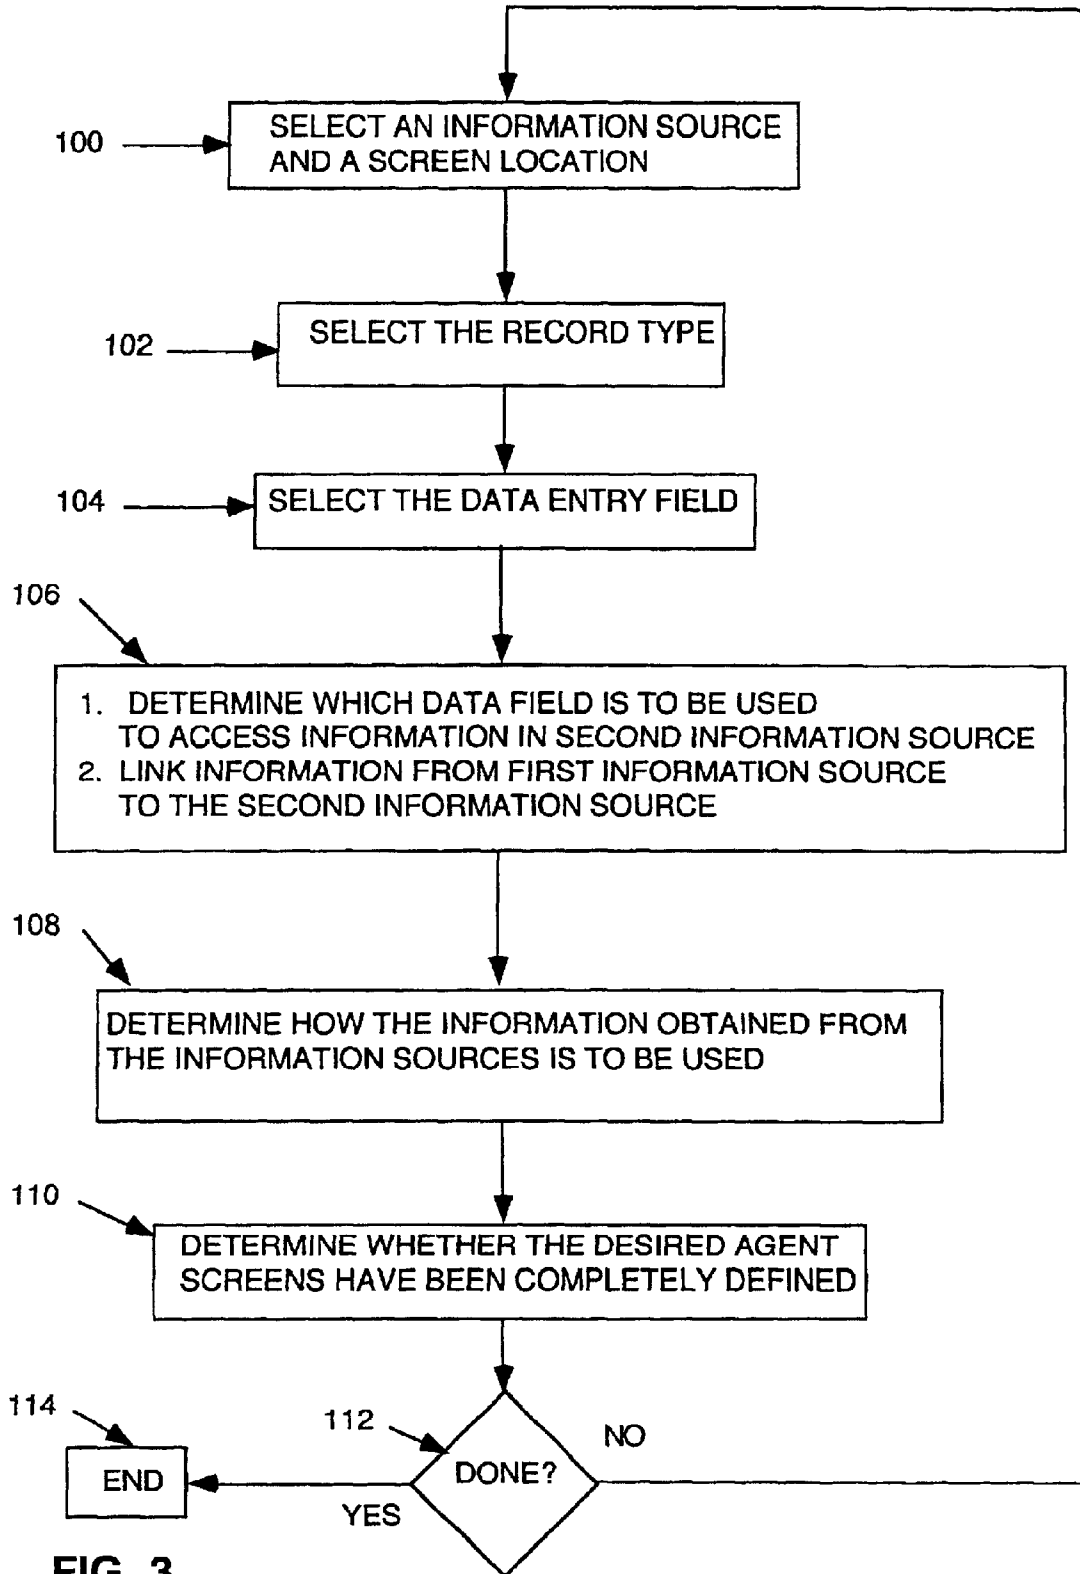 100
SELECT AN INFORMATION SOURCE
AND A SCREEN LOCATION
102
SELECT THE RECORD TYPE
104
SELECT THE DATA ENTRY FIELD
106
1. DETERMINE WHICH DATA FIELD IS TO BE USED
TO ACCESS INFORMATION IN SECOND INFORMATION SOURCE
2. LINK INFORMATION FROM FIRST INFORMATION SOURCE
TO THE SECOND INFORMATION SOURCE
108
DETERMINE HOW THE INFORMATION OBTAINED FROM
THE INFORMATION SOURCES IS TO BE USED
110
DETERMINE WHETHER THE DESIRED AGENT
SCREENS HAVE BEEN COMPLETELY DEFINED
114
112
NO
END
DONE?
YES
FIG. 3